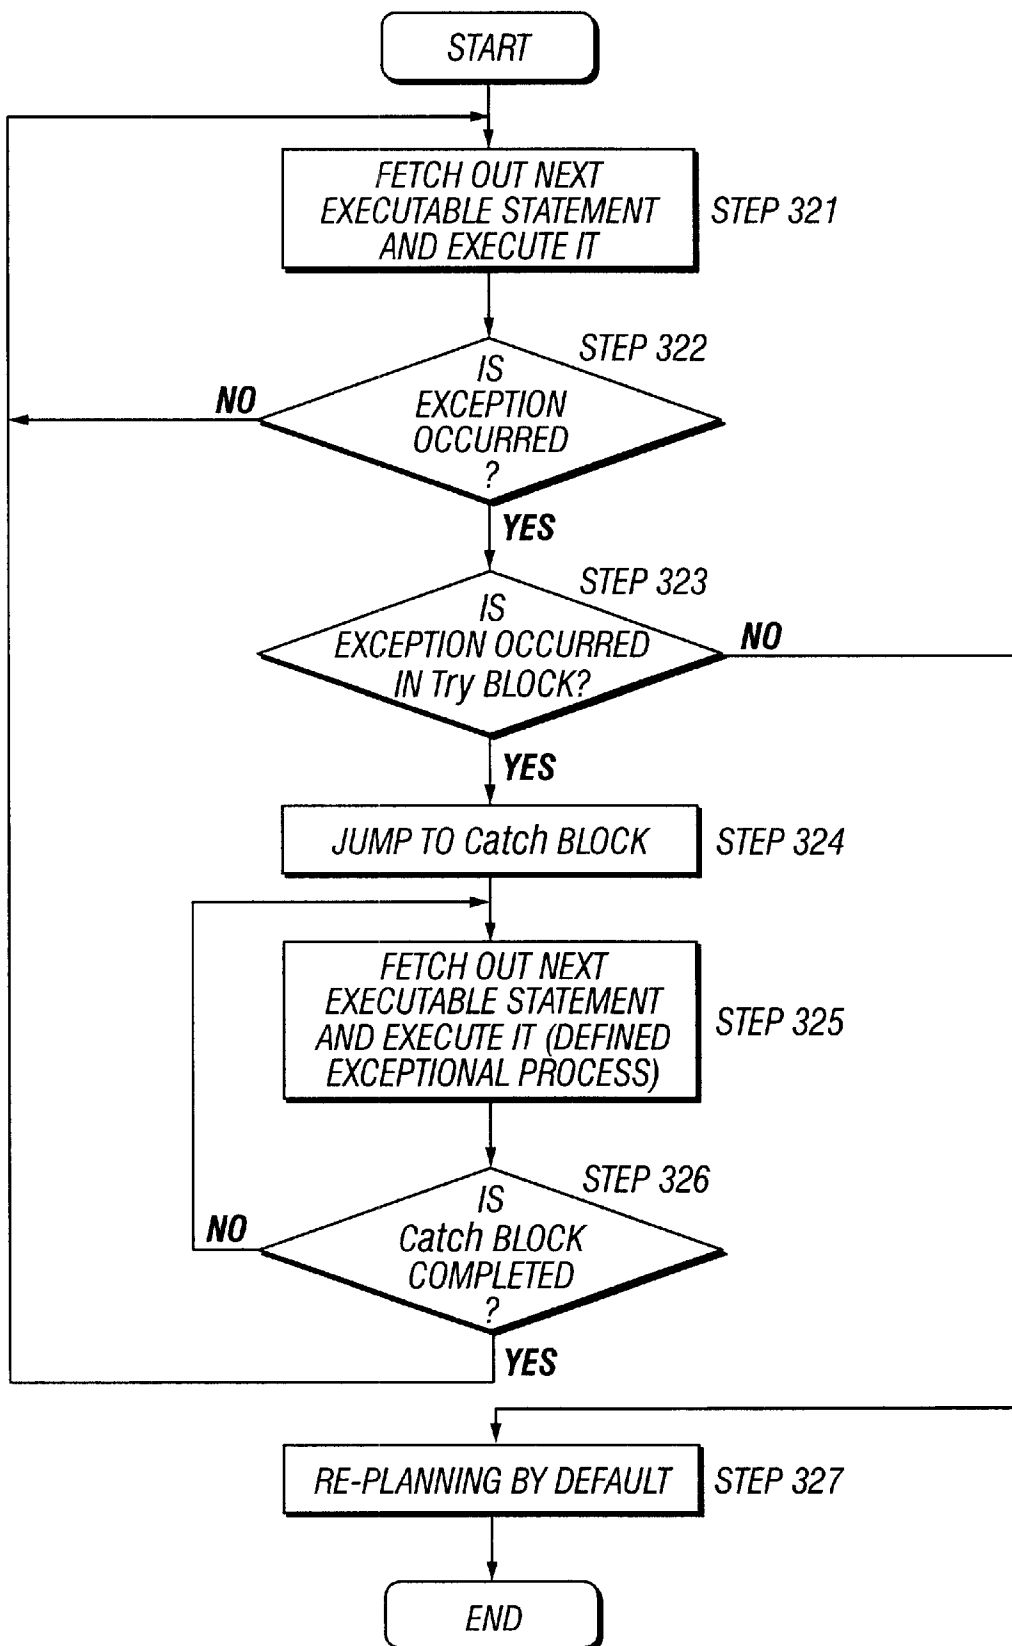 START
FETCH OUT NEXT
EXECUTABLE STATEMENT
AND EXECUTE IT
STEP 321
STEP 322
IS
EXCEPTION
OCCURRED
?
NO
YES
STEP 323
IS
EXCEPTION OCCURRED
IN Try BLOCK?
NO
YES
JUMP TO Catch BLOCK
STEP 324
FETCH OUT NEXT
EXECUTABLE STATEMENT
AND EXECUTE IT (DEFINED
EXCEPTIONAL PROCESS)
STEP 325
STEP 326
IS
Catch BLOCK
COMPLETED
?
NO
YES
RE-PLANNING BY DEFAULT
STEP 327
END